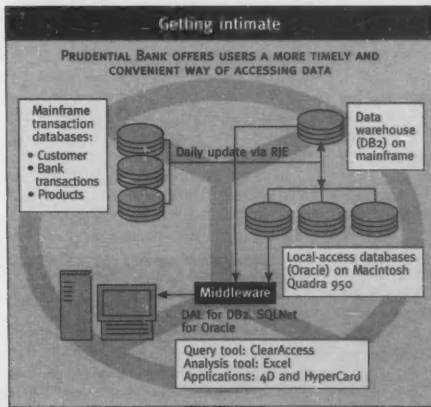 Getting intimate
PRUDENTIAL BANK OFFERS USERS A MORE TIMELY AND
CONVENIENT WAY OF ACCESSING DATA
Mainframe
transaction
databases:
• Customer
• Bank
transactions
• Products
Daily update via RJE
Data
warehouse
(DB2) on
mainframe
Local-access databases
(Oracle) on Macintosh
Quadra 950
Middleware
DAL for DB2, SQLNet
for Oracle
Query tool: ClearAccess
Analysis tool: Excel
Applications: 4D and HyperCard